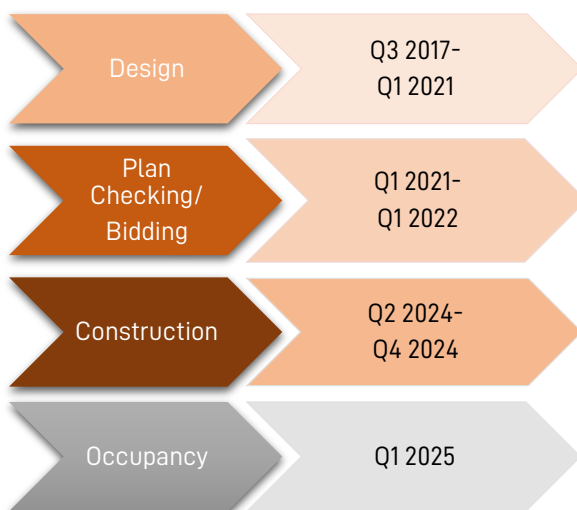 Design
Q3 2017-
Q1 2021
Plan
Checking/
Bidding
Q1 2021-
Q1 2022
Construction
Q2 2024-
Q4 2024
Occupancy
Q1 2025